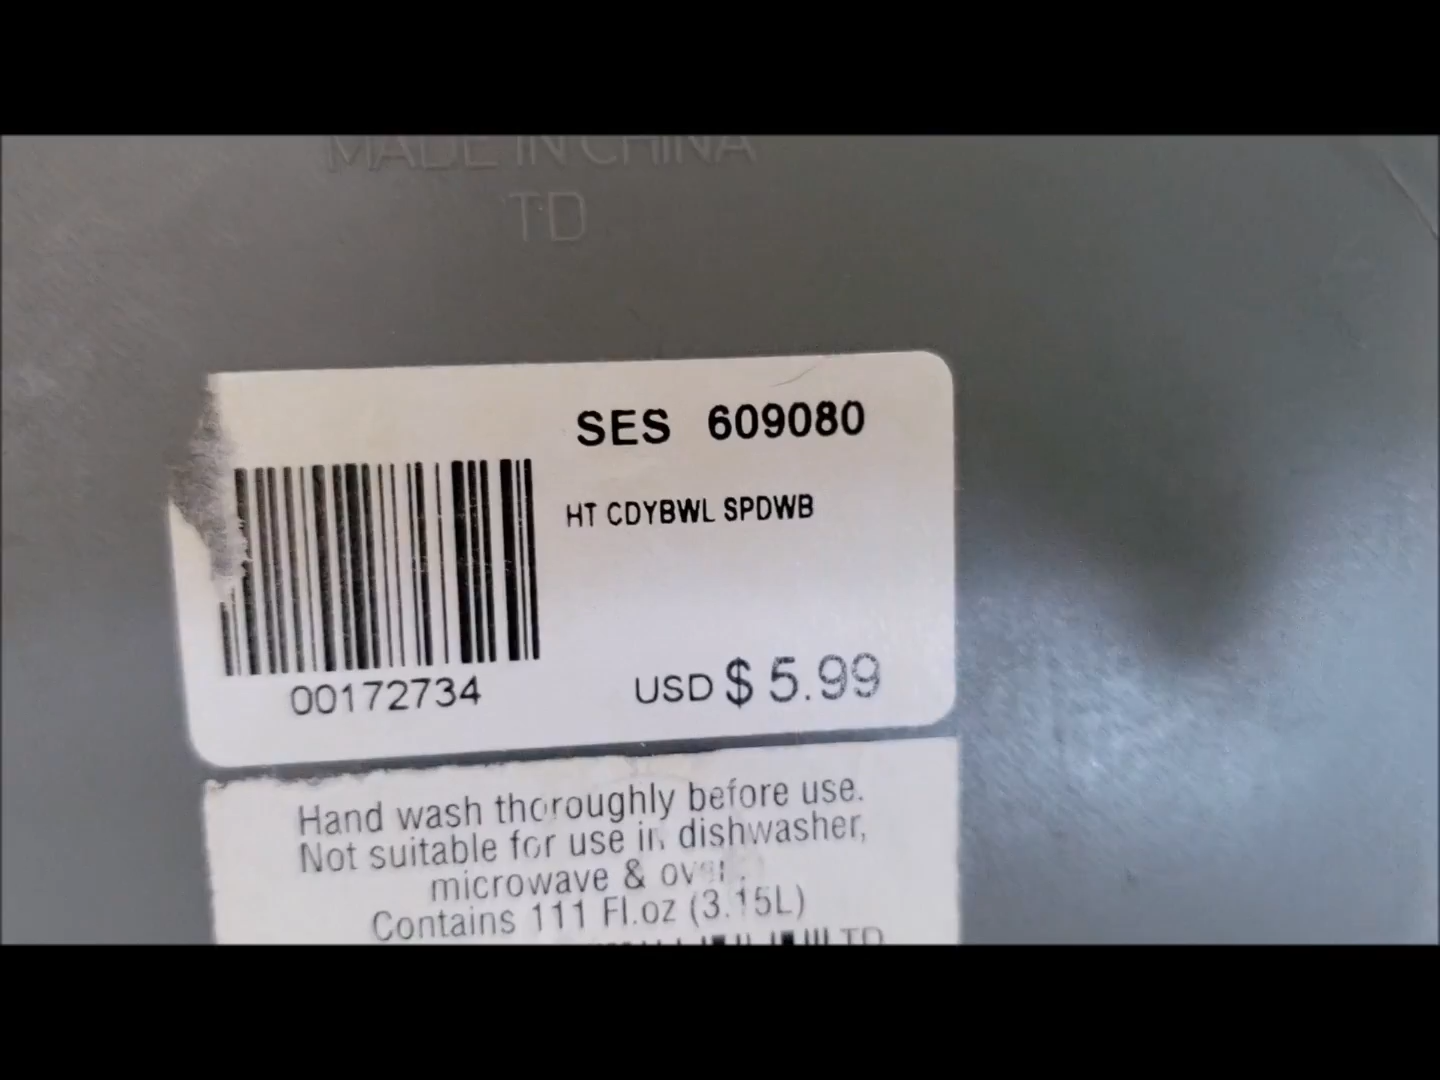 MADE IN CHINA
TD
SES 609080
HT CDYBWL SPDWB
00172734
USD $ 5.99
Hand wash thoroughly before use.
Not suitable for use in dishwasher,
microwave & oven.
Contains 111 Fl.oz (3.15L)